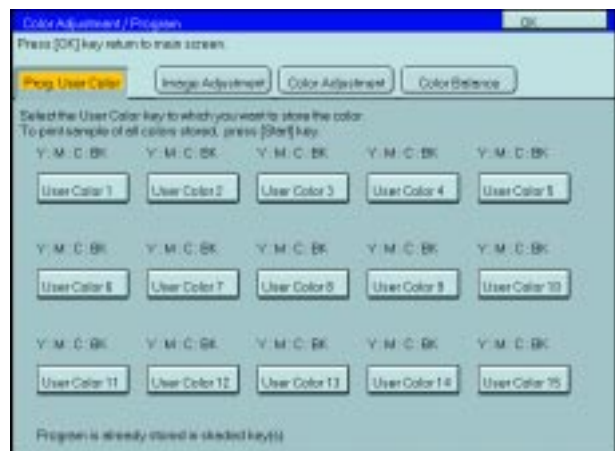 Color Adjustment / Program OK
Press [OK] key return to main screen.
Prog. User Color Image Adjustment Color Adjustment Color Balance
Select the User Color key to which you want to store the color.
To print sample of all colors stored, press [Start] key.
Y: M: C: BK Y: M: C: BK Y: M: C: BK Y: M: C: BK Y: M: C: BK
User Color 1 User Color 2 User Color 3 User Color 4 User Color 5
Y: M: C: BK Y: M: C: BK Y: M: C: BK Y: M: C: BK Y: M: C: BK
User Color 6 User Color 7 User Color 8 User Color 9 User Color 10
Y: M: C: BK Y: M: C: BK Y: M: C: BK Y: M: C: BK Y: M: C: BK
User Color 11 User Color 12 User Color 13 User Color 14 User Color 15
Program is already stored in shaded key(s)